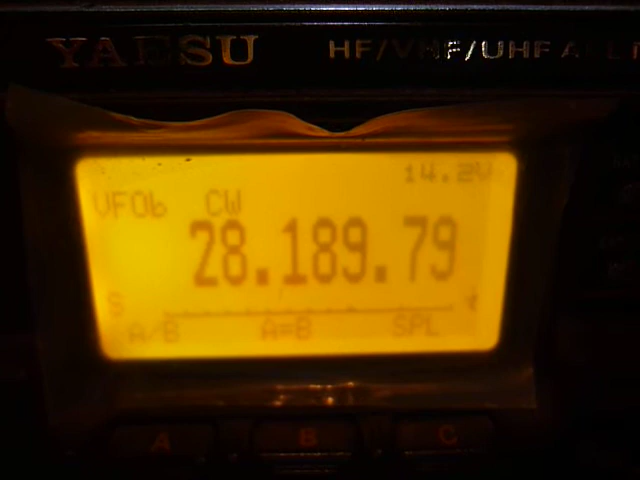 YAESU HF/VHF/UHF
14.2V
VFOb CW
28.189.79
S
A/B A=B SPL
A B C